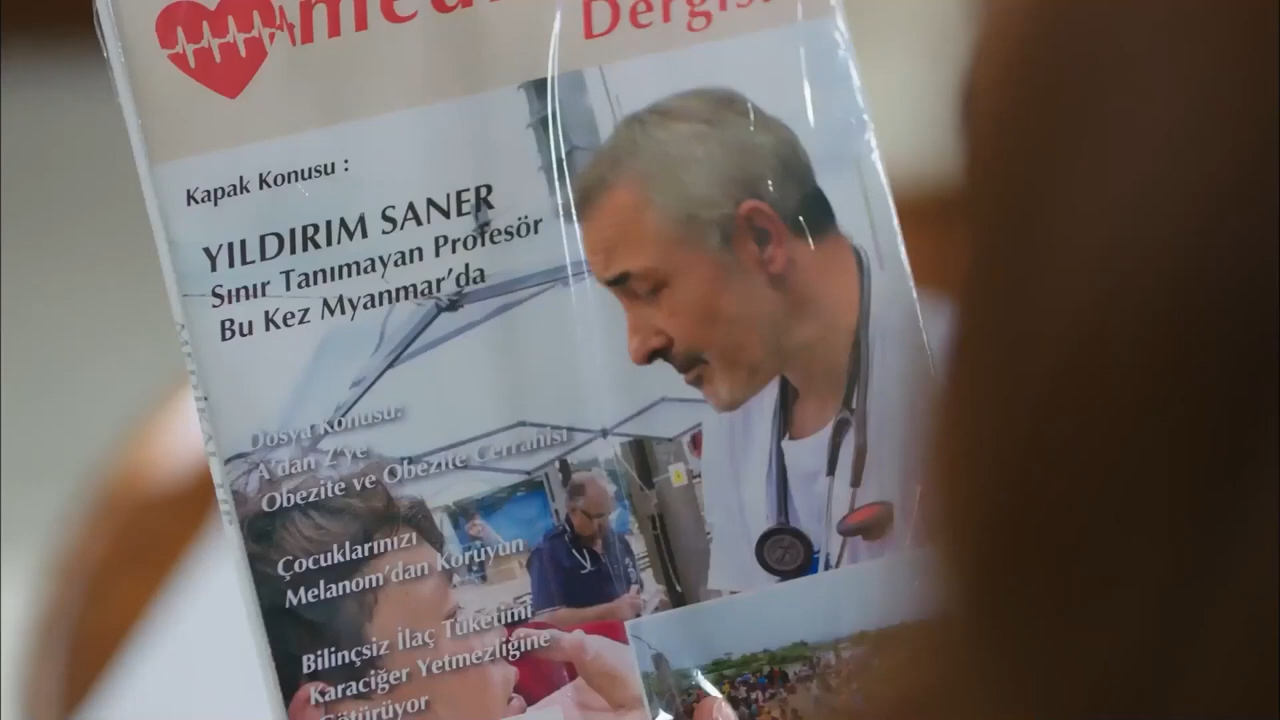 Dergisi
Kapak Konusu :
YILDIRIM SANER
Sınır Tanımayan Profesör
Bu Kez Myanmar'da
Dosya Konusu:
A'dan Z'ye
Obezite ve Obezite Cerrahisi
Çocuklarınızı
Melanom'dan Koruyun
Bilinçsiz İlaç Tüketimi
Karaciğer Yetmezliğine
Götürüyor